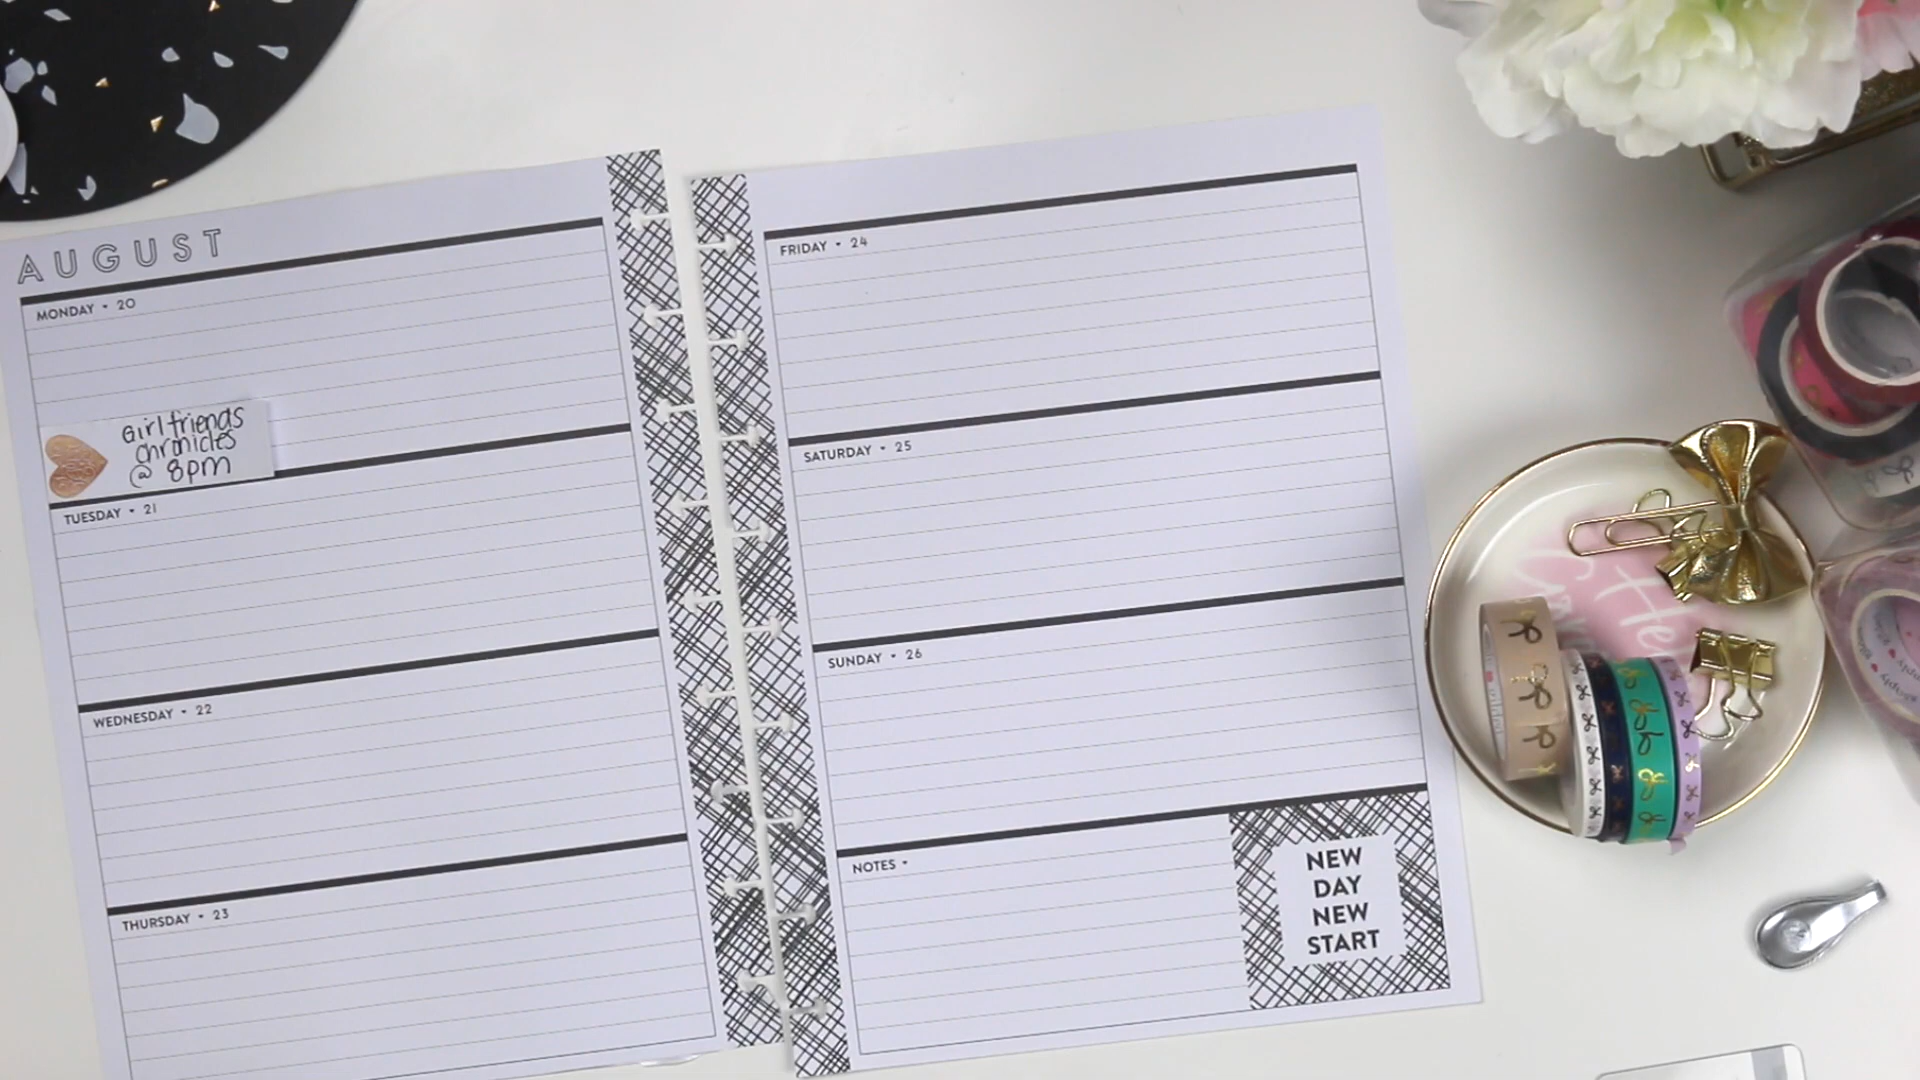 AUGUST
MONDAY • 20
Girlfriends
chronicles
@ 8pm
TUESDAY • 21
WEDNESDAY • 22
THURSDAY • 23
FRIDAY • 24
SATURDAY • 25
SUNDAY • 26
NOTES •
NEW
DAY
NEW
START